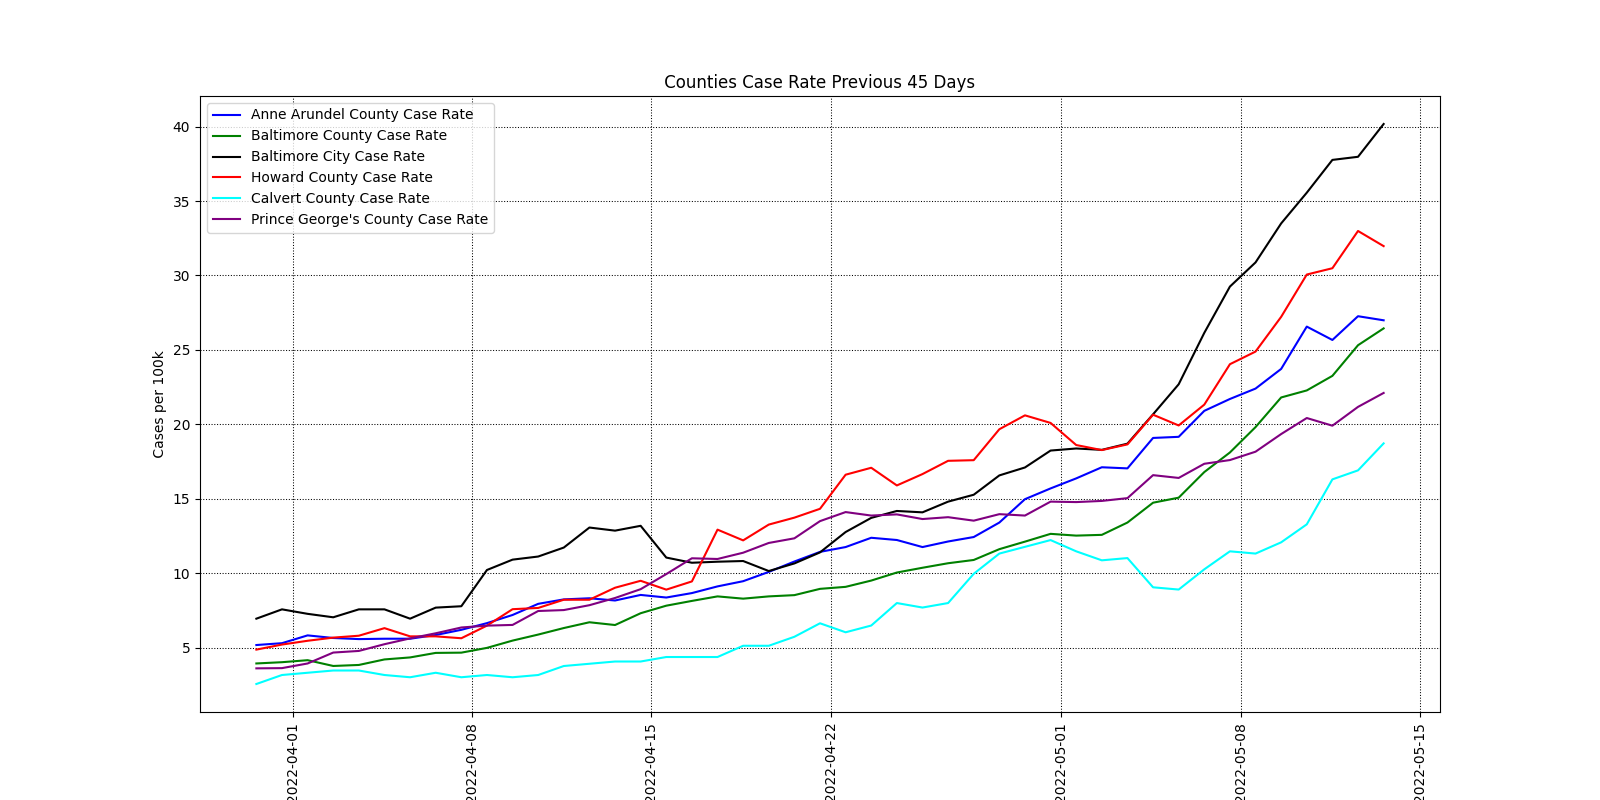 Counties Case Rate Previous 45 Days
Anne Arundel County Case Rate
Baltimore County Case Rate
Baltimore City Case Rate
Howard County Case Rate
Calvert County Case Rate
Prince George's County Case Rate
Cases per 100k
40
35
30
25
20
15
10
5
2022-04-01
2022-04-08
2022-04-15
2022-04-22
2022-05-01
2022-05-08
2022-05-15